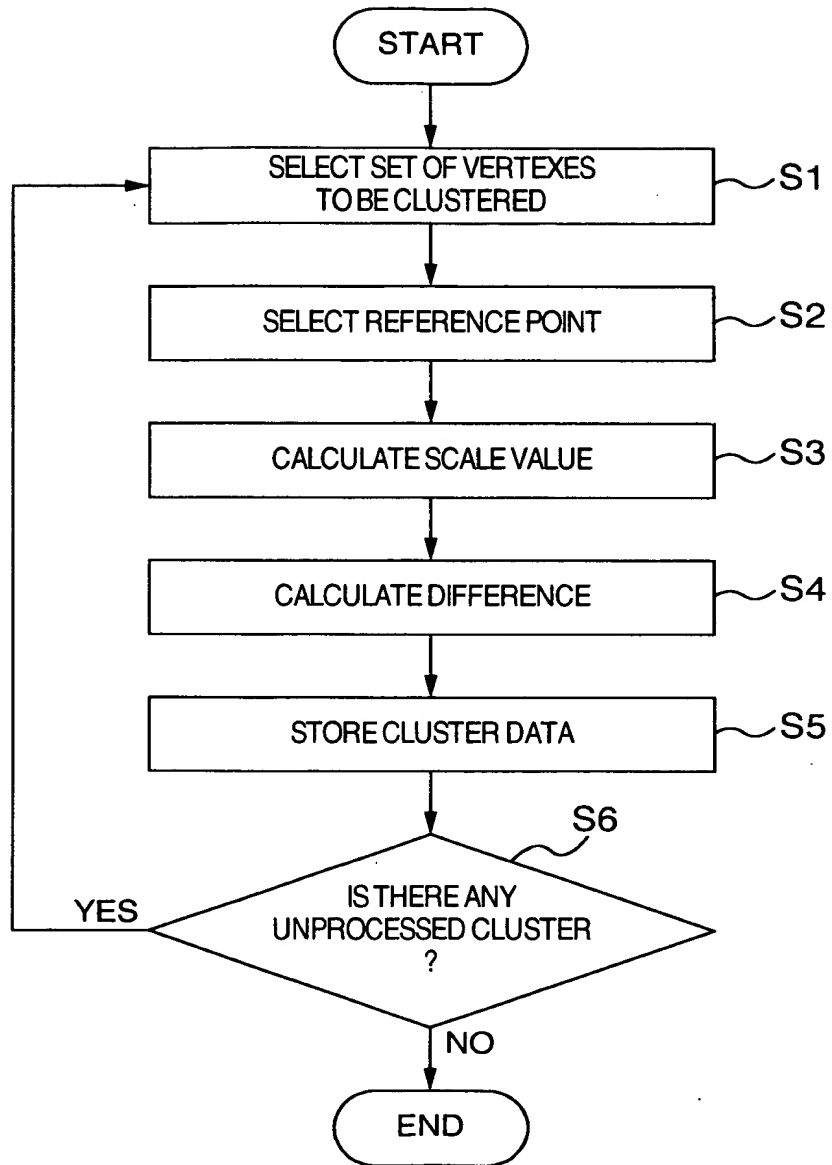 START
SELECT SET OF VERTEXES
TO BE CLUSTERED
S1
SELECT REFERENCE POINT
S2
CALCULATE SCALE VALUE
S3
CALCULATE DIFFERENCE
S4
STORE CLUSTER DATA
S5
S6
IS THERE ANY
UNPROCESSED CLUSTER
?
YES
NO
END